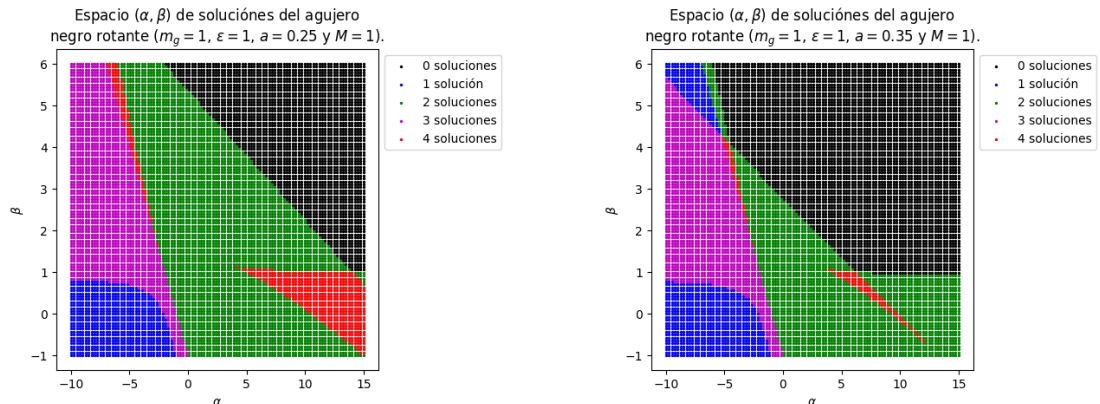 Espacio (α, β) de soluciónes del agujero
negro rotante (m_g = 1, ε = 1, a = 0.25 y M = 1).
6
5
4
3
2
1
0
−1
β
−10
−5
0
5
10
15
α
0 soluciones
1 solución
2 soluciones
3 soluciones
4 soluciones
Espacio (α, β) de soluciónes del agujero
negro rotante (m_g = 1, ε = 1, a = 0.35 y M = 1).
6
5
4
3
2
1
0
−1
β
−10
−5
0
5
10
15
α
0 soluciones
1 solución
2 soluciones
3 soluciones
4 soluciones